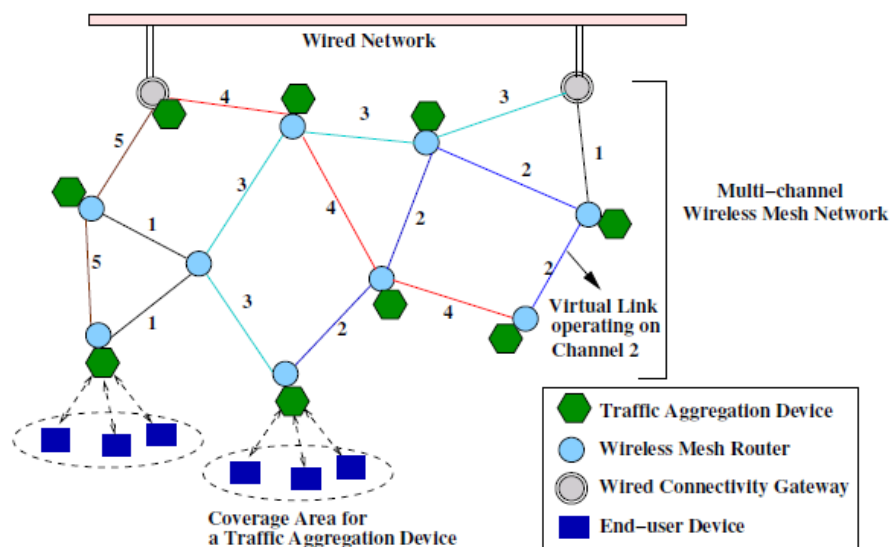 Wired Network
4
3
3
5
1
3
2
1
4
2
5
3
2
1
2
4
Multi−channel
Wireless Mesh Network
Virtual Link
operating on
Channel 2
Traffic Aggregation Device
Wireless Mesh Router
Wired Connectivity Gateway
End−user Device
Coverage Area for
a Traffic Aggregation Device